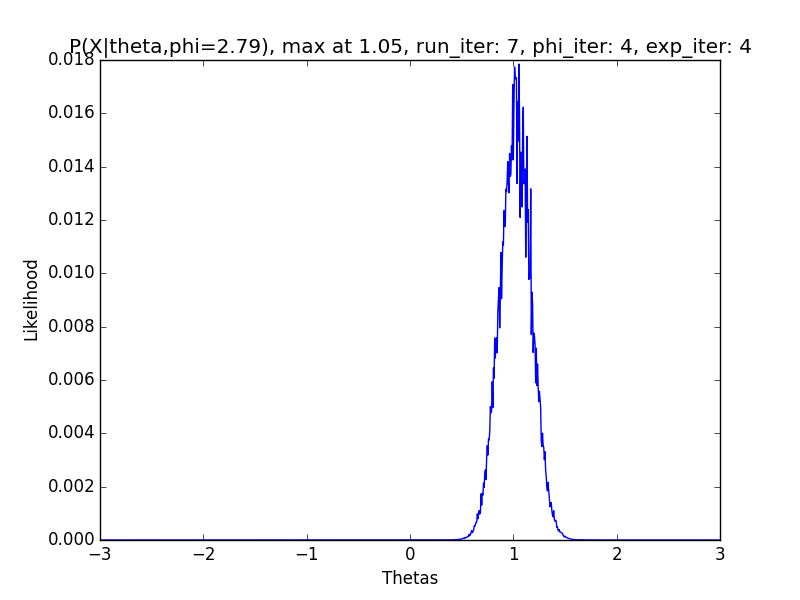 P(X|theta,phi=2.79), max at 1.05, run_iter: 7, phi_iter: 4, exp_iter: 4
0.018
0.016
0.014
0.012
0.010
0.008
0.006
0.004
0.002
0.000
Likelihood
−3 −2 −1 0 1 2 3
Thetas